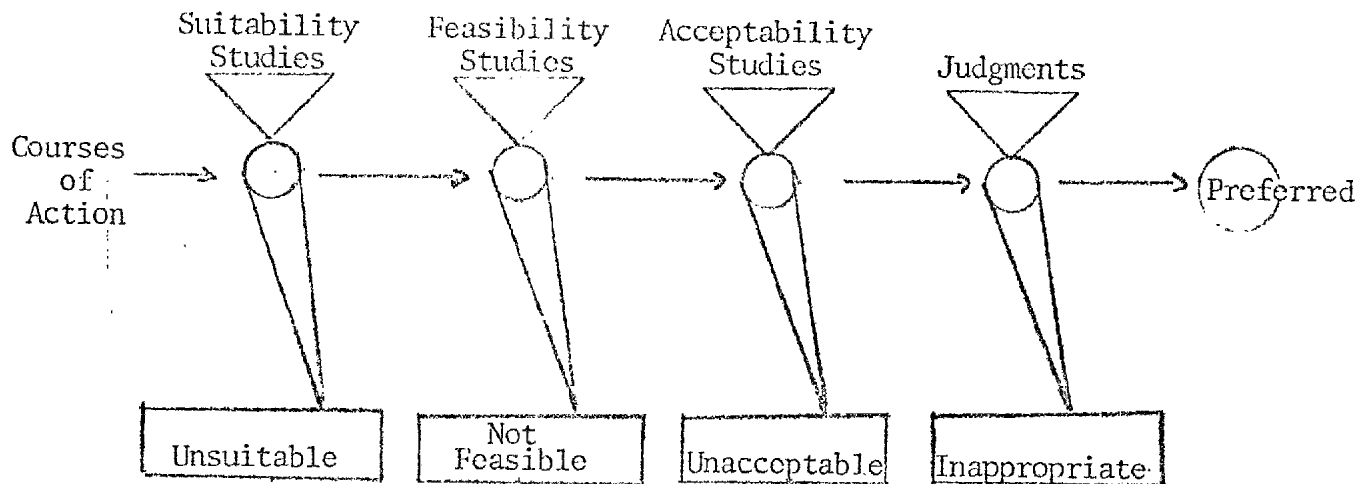 Suitability
Studies
Feasibility
Studies
Acceptability
Studies
Judgments
Courses
of
Action
Preferred
Unsuitable
Not
Feasible
Unacceptable
Inappropriate